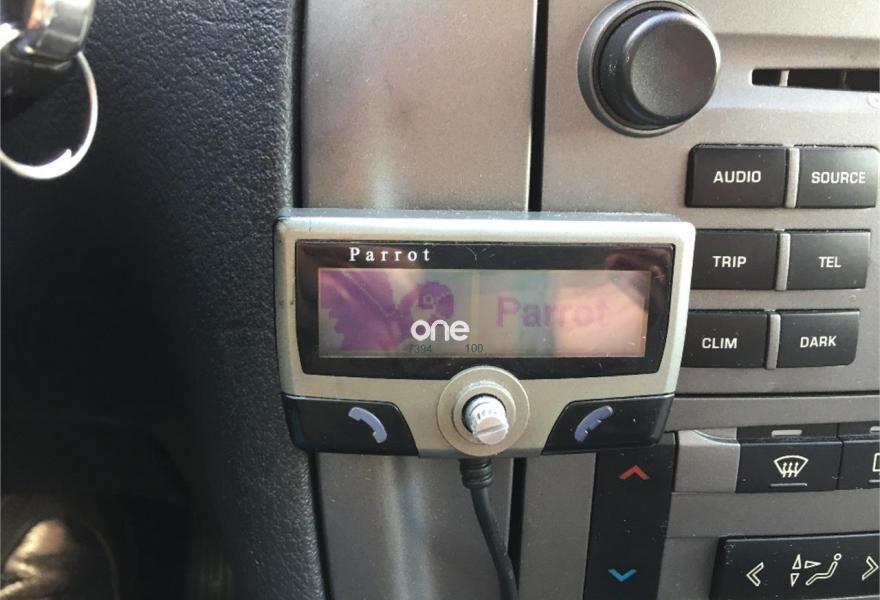 AUDIO SOURCE
Parrot
TRIP TEL
Parrot
one
7394 100
CLIM DARK